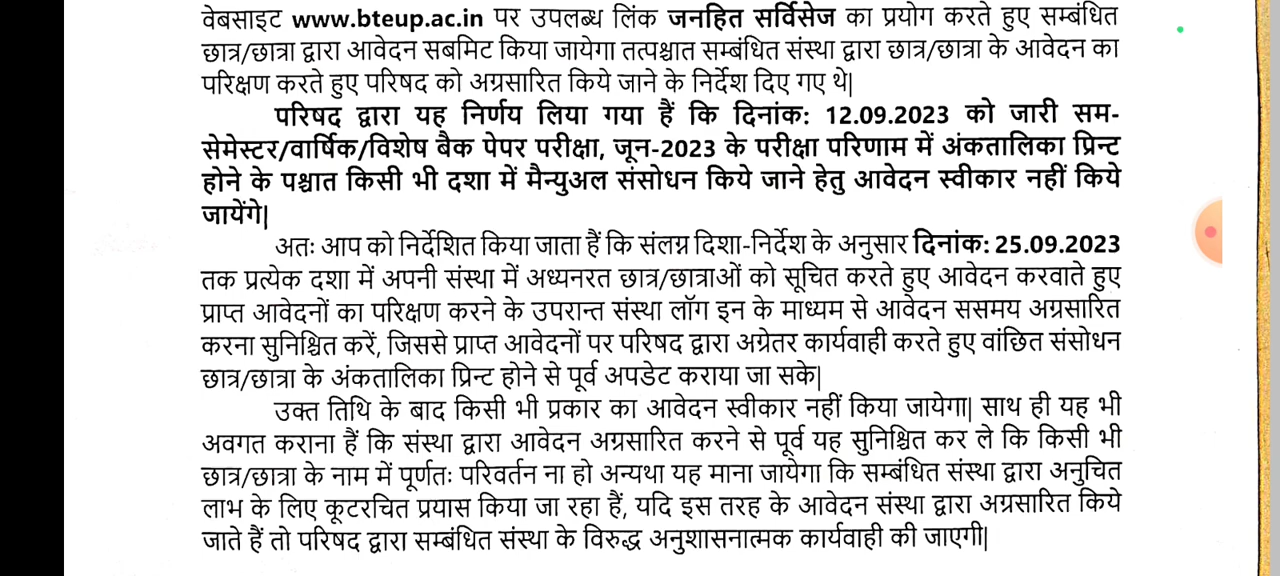 वेबसाइट www.bteup.ac.in पर उपलब्ध लिंक जनहित सर्विसेज का प्रयोग करते हुए सम्बंधित
छात्र/छात्रा द्वारा आवेदन सबमिट किया जायेगा तत्पश्चात सम्बंधित संस्था द्वारा छात्र/छात्रा के आवेदन का
परिक्षण करते हुए परिषद को अग्रसारित किये जाने के निर्देश दिए गए थे|
परिषद द्वारा यह निर्णय लिया गया हैं कि दिनांक: 12.09.2023 को जारी सम-
सेमेस्टर/वार्षिक/विशेष बैक पेपर परीक्षा, जून-2023 के परीक्षा परिणाम में अंकतालिका प्रिन्ट
होने के पश्चात किसी भी दशा में मैन्युअल संसोधन किये जाने हेतु आवेदन स्वीकार नहीं किये
जायेंगे|
अतः आप को निर्देशित किया जाता हैं कि संलग्न दिशा-निर्देश के अनुसार दिनांक: 25.09.2023
तक प्रत्येक दशा में अपनी संस्था में अध्यनरत छात्र/छात्राओं को सूचित करते हुए आवेदन करवाते हुए
प्राप्त आवेदनों का परिक्षण करने के उपरान्त संस्था लॉग इन के माध्यम से आवेदन ससमय अग्रसारित
करना सुनिश्चित करें, जिससे प्राप्त आवेदनों पर परिषद द्वारा अग्रेतर कार्यवाही करते हुए वांछित संसोधन
छात्र/छात्रा के अंकतालिका प्रिन्ट होने से पूर्व अपडेट कराया जा सके|
उक्त तिथि के बाद किसी भी प्रकार का आवेदन स्वीकार नहीं किया जायेगा| साथ ही यह भी
अवगत कराना हैं कि संस्था द्वारा आवेदन अग्रसारित करने से पूर्व यह सुनिश्चित कर ले कि किसी भी
छात्र/छात्रा के नाम में पूर्णतः परिवर्तन ना हो अन्यथा यह माना जायेगा कि सम्बंधित संस्था द्वारा अनुचित
लाभ के लिए कूटरचित प्रयास किया जा रहा हैं, यदि इस तरह के आवेदन संस्था द्वारा अग्रसारित किये
जाते हैं तो परिषद द्वारा सम्बंधित संस्था के विरुद्ध अनुशासनात्मक कार्यवाही की जाएगी|